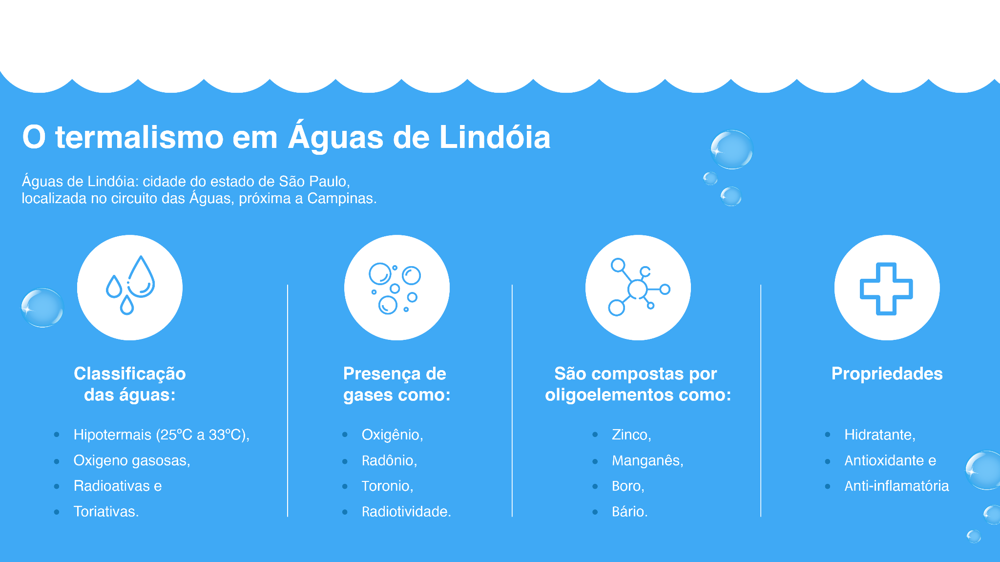 O termalismo em Águas de Lindóia
Águas de Lindóia: cidade do estado de São Paulo,
localizada no circuito das Águas, próxima a Campinas.
Classificação
das águas:
• Hipotermais (25ºC a 33ºC),
• Oxigeno gasosas,
• Radioativas e
• Toriativas.
Presença de
gases como:
• Oxigênio,
• Radônio,
• Toronio,
• Radiotividade.
São compostas por
oligoelementos como:
• Zinco,
• Manganês,
• Boro,
• Bário.
Propriedades
• Hidratante,
• Antioxidante e
• Anti-inflamatória